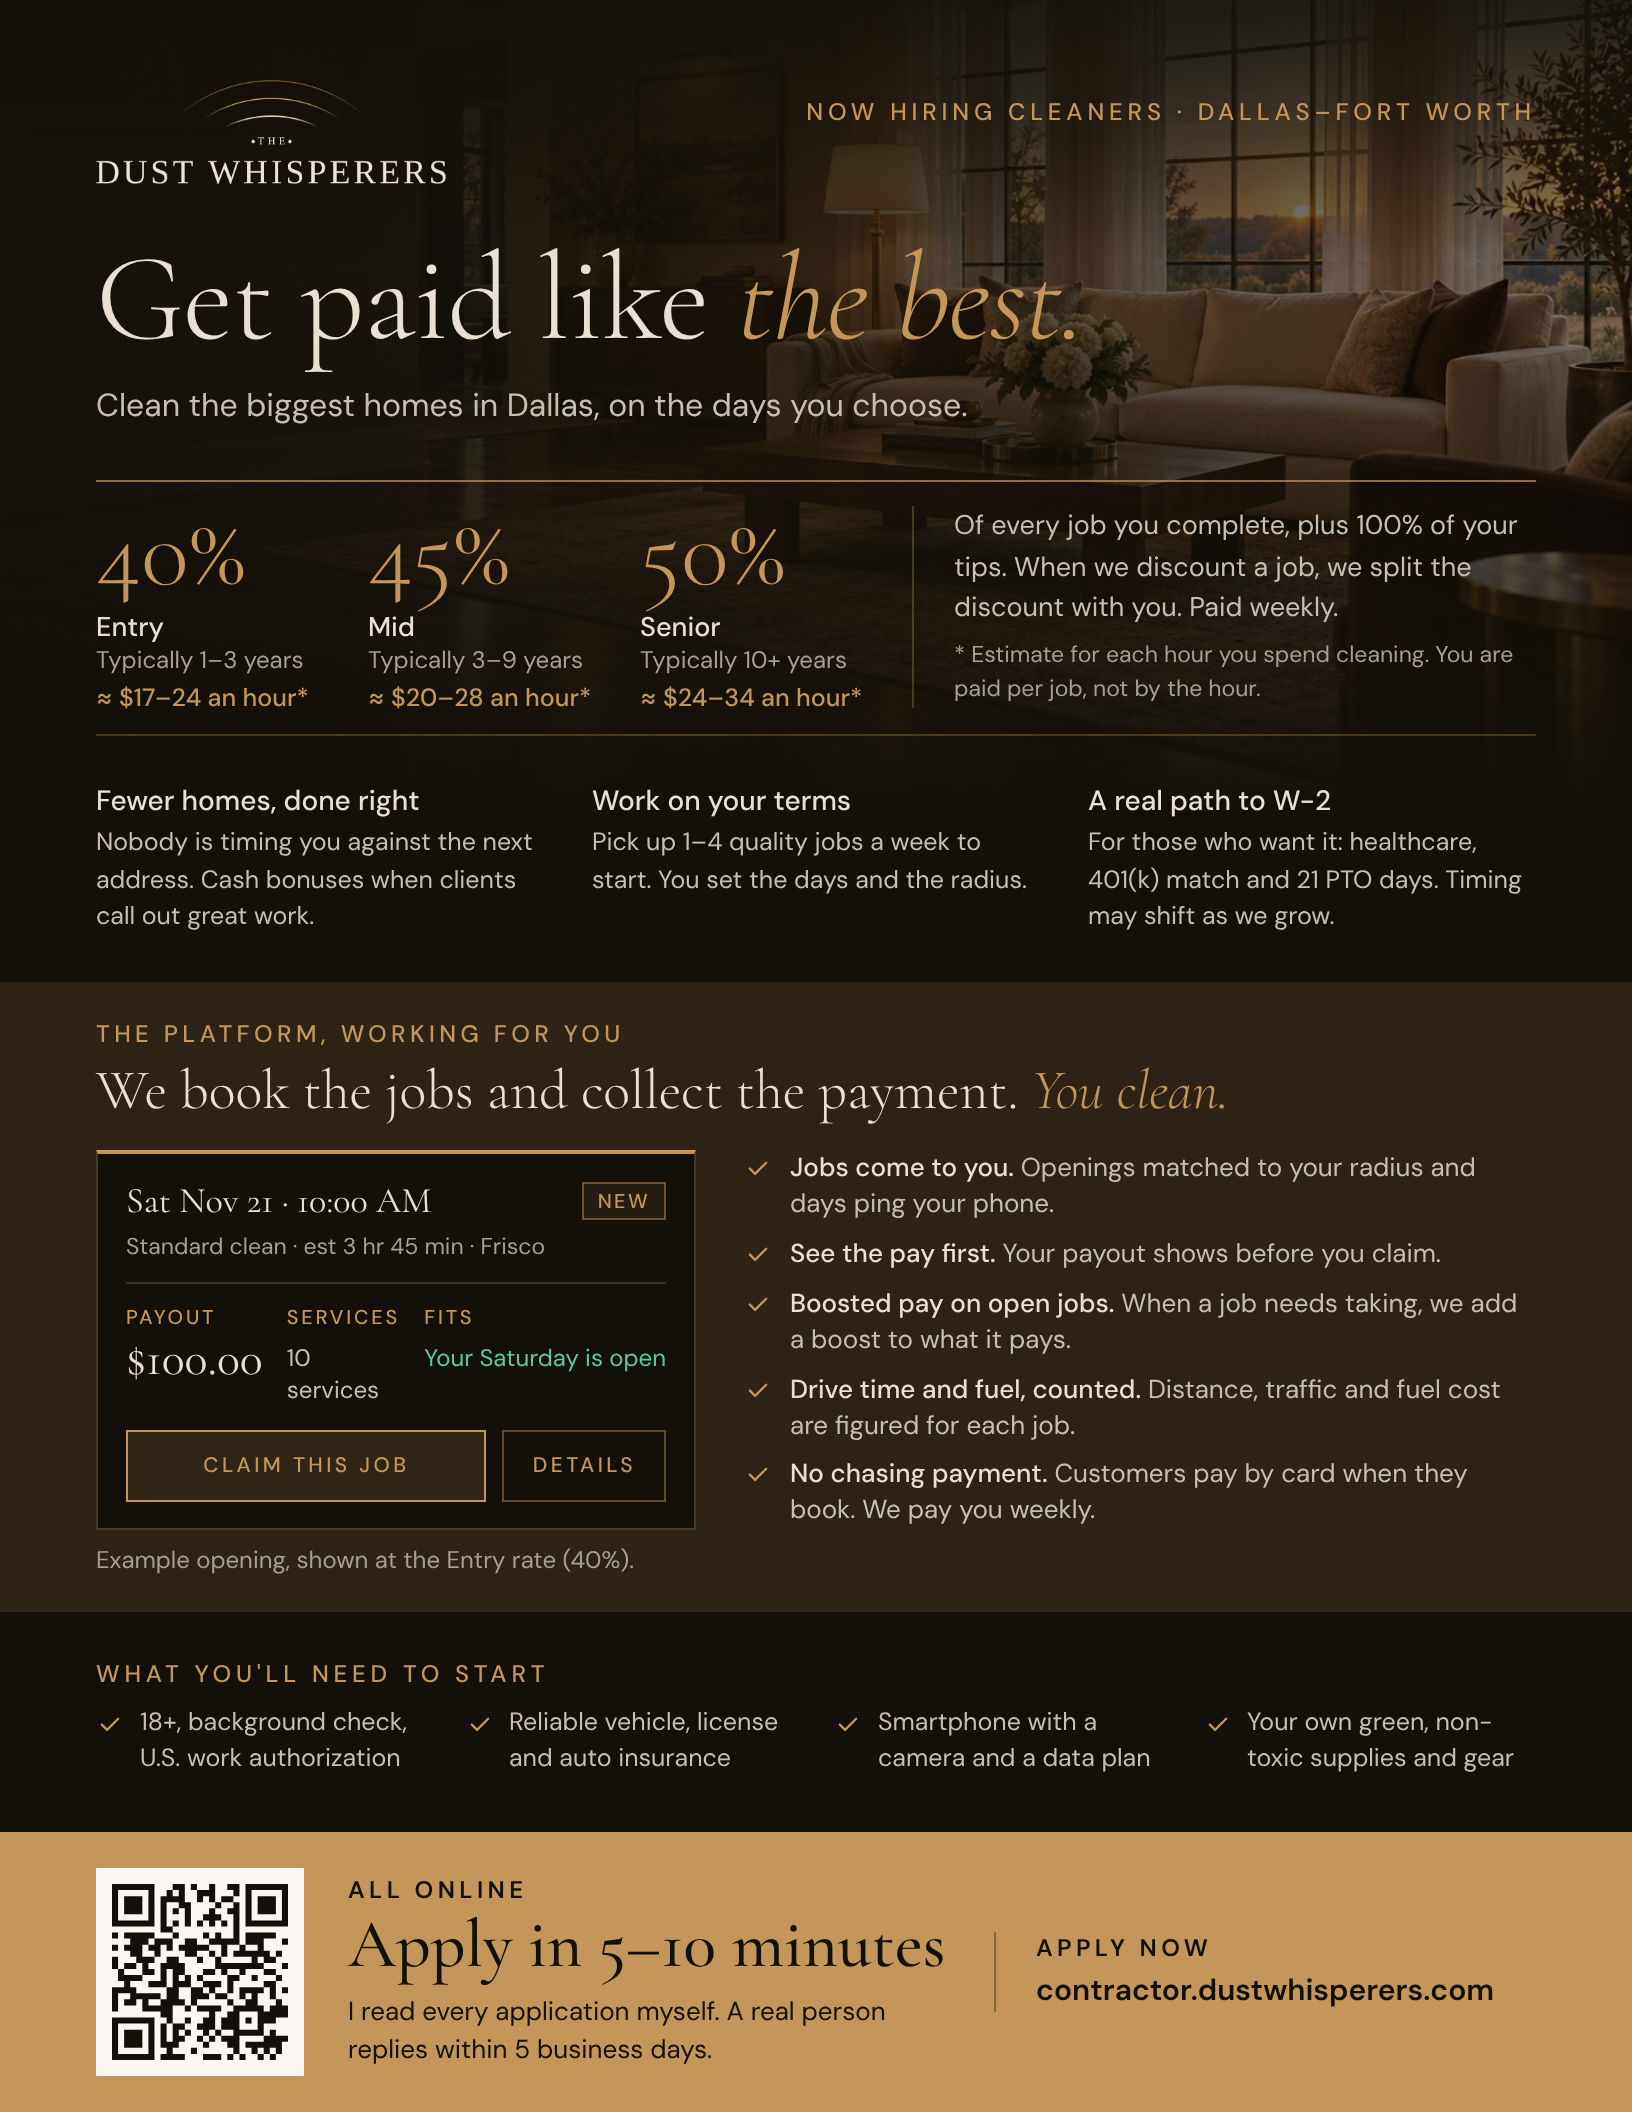 THE
DUST WHISPERERS
NOW HIRING CLEANERS · DALLAS–FORT WORTH
Get paid like the best.
Clean the biggest homes in Dallas, on the days you choose.
40%
Entry
Typically 1–3 years
≈ $17–24 an hour*
45%
Mid
Typically 3–9 years
≈ $20–28 an hour*
50%
Senior
Typically 10+ years
≈ $24–34 an hour*
Of every job you complete, plus 100% of your
tips. When we discount a job, we split the
discount with you. Paid weekly.
* Estimate for each hour you spend cleaning. You are
paid per job, not by the hour.
Fewer homes, done right
Nobody is timing you against the next
address. Cash bonuses when clients
call out great work.
Work on your terms
Pick up 1–4 quality jobs a week to
start. You set the days and the radius.
A real path to W-2
For those who want it: healthcare,
401(k) match and 21 PTO days. Timing
may shift as we grow.
THE PLATFORM, WORKING FOR YOU
We book the jobs and collect the payment. You clean.
Sat Nov 21 · 10:00 AM
NEW
Standard clean · est 3 hr 45 min · Frisco
PAYOUT
$100.00
SERVICES
10
services
FITS
Your Saturday is open
CLAIM THIS JOB
DETAILS
Example opening, shown at the Entry rate (40%).
Jobs come to you. Openings matched to your radius and
days ping your phone.
See the pay first. Your payout shows before you claim.
Boosted pay on open jobs. When a job needs taking, we add
a boost to what it pays.
Drive time and fuel, counted. Distance, traffic and fuel cost
are figured for each job.
No chasing payment. Customers pay by card when they
book. We pay you weekly.
WHAT YOU'LL NEED TO START
18+, background check,
U.S. work authorization
Reliable vehicle, license
and auto insurance
Smartphone with a
camera and a data plan
Your own green, non-
toxic supplies and gear
ALL ONLINE
Apply in 5–10 minutes
I read every application myself. A real person
replies within 5 business days.
APPLY NOW
contractor.dustwhisperers.com